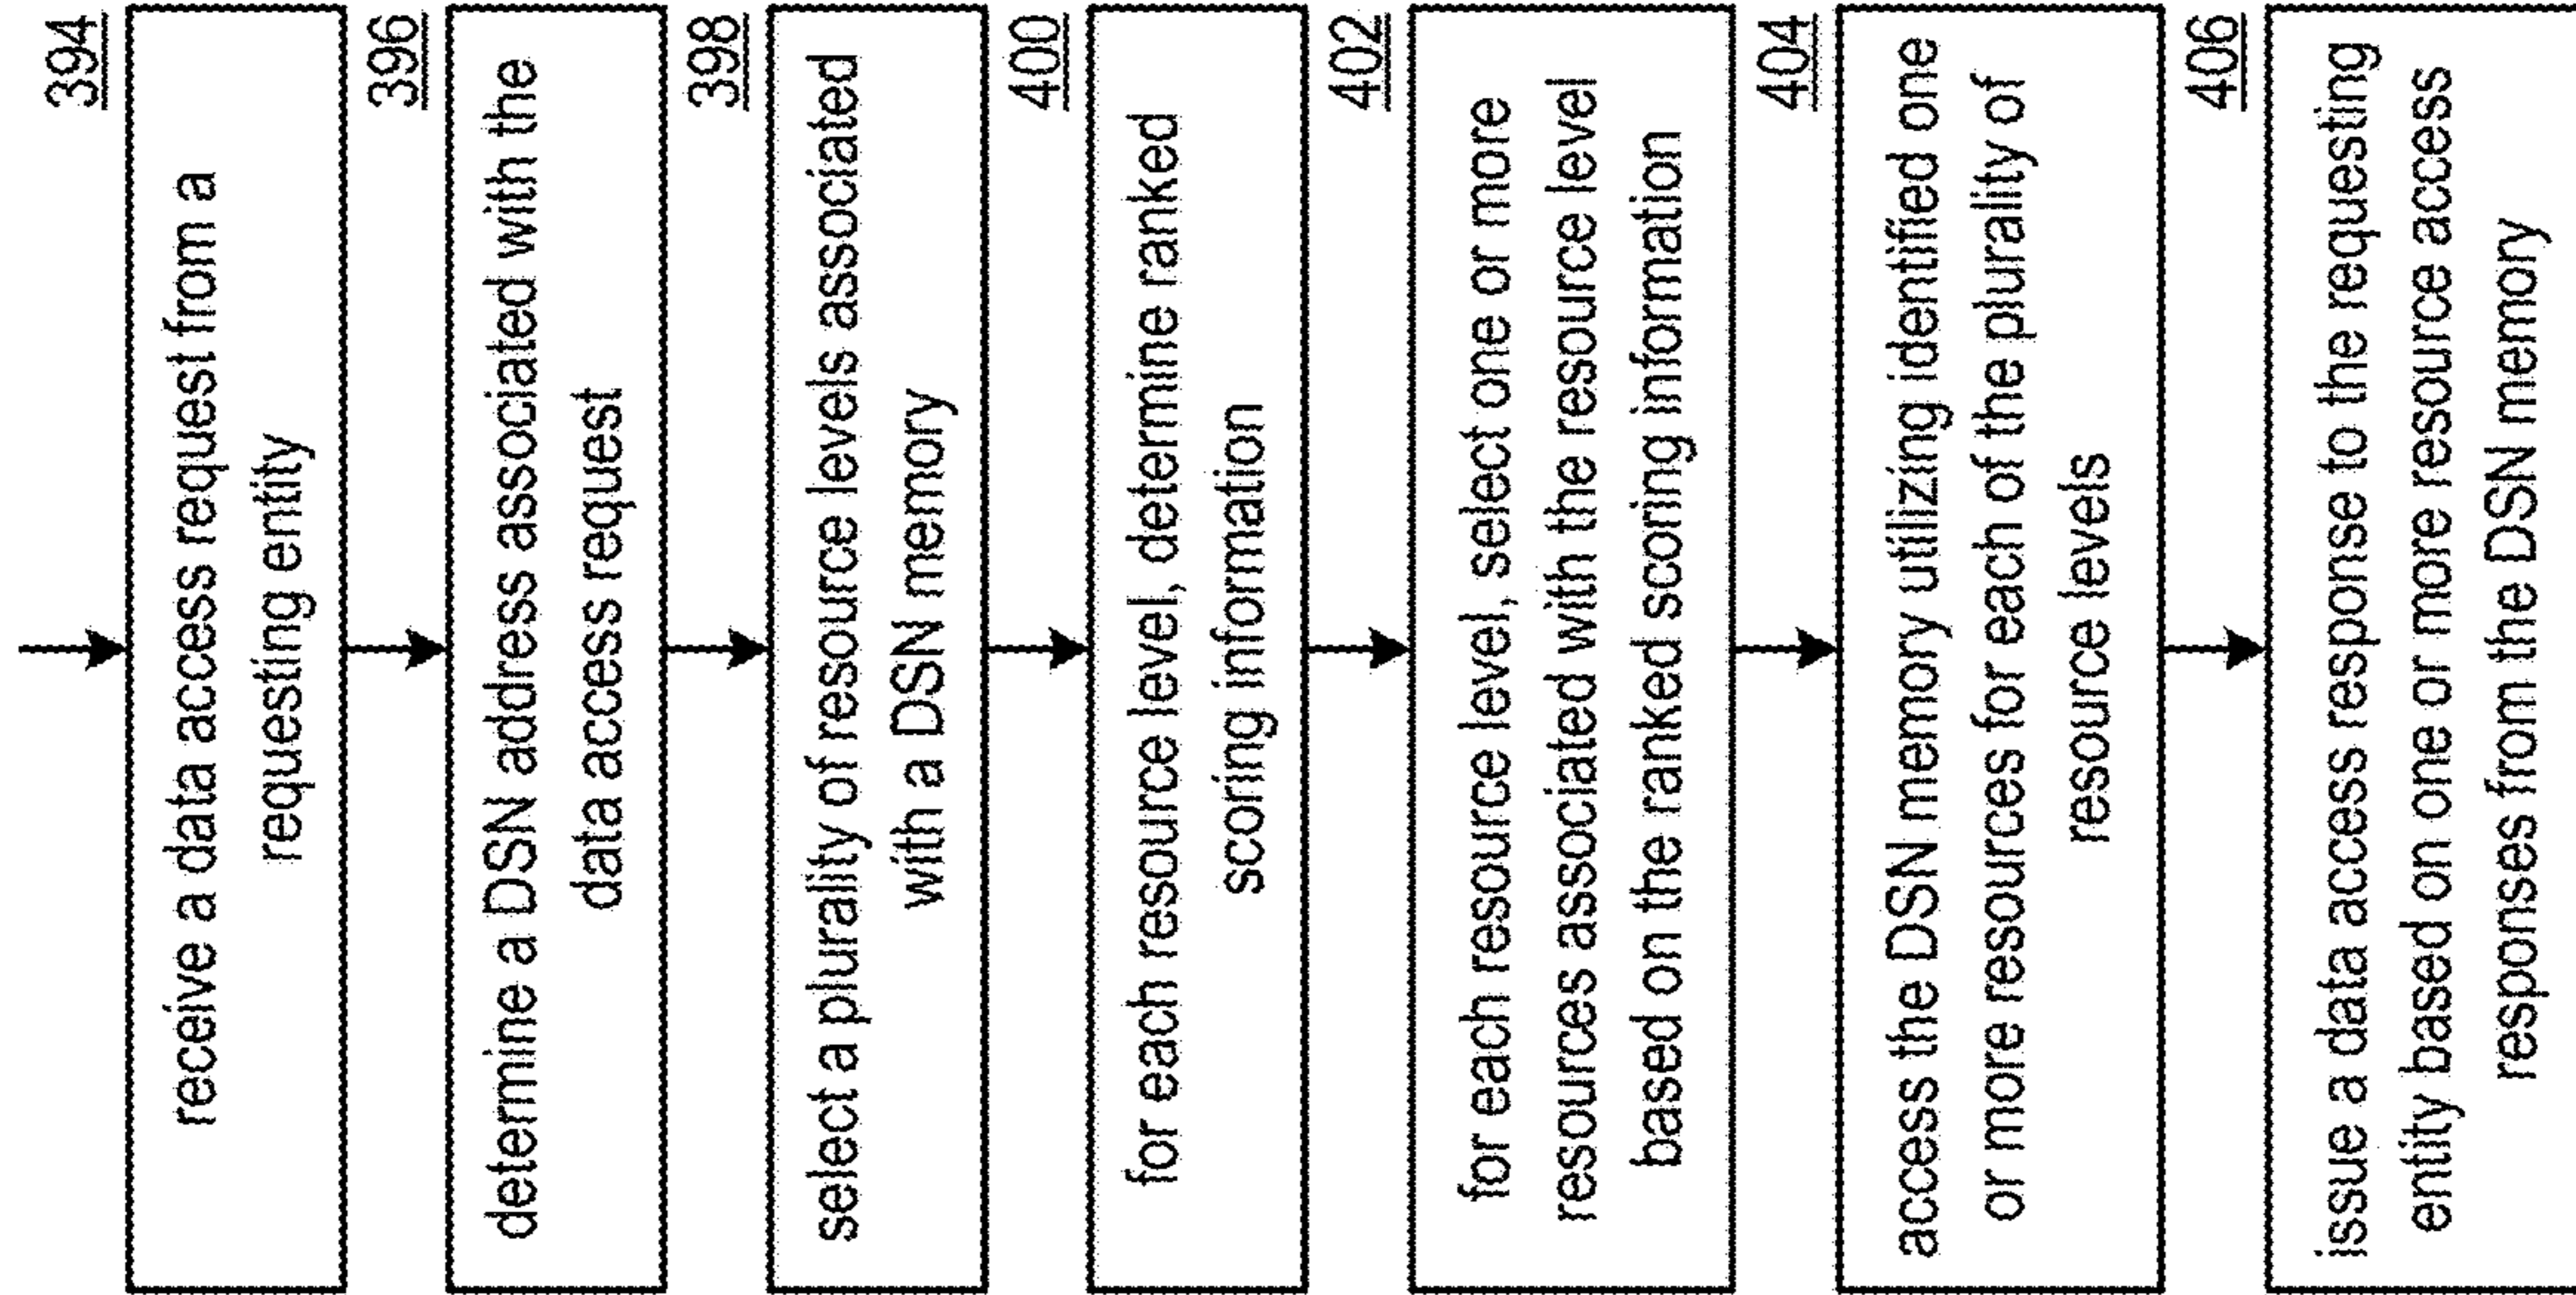 394
receive a data access request from a
requesting entity
396
determine a DSN address associated with the
data access request
398
select a plurality of resource levels associated
with a DSN memory
400
for each resource level, determine ranked
scoring information
402
for each resource level, select one or more
resources associated with the resource level
based on the ranked scoring information
404
access the DSN memory utilizing identified one
or more resources for each of the plurality of
resource levels
406
issue a data access response to the requesting
entity based on one or more resource access
responses from the DSN memory